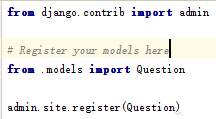 from django.contrib import admin
# Register your models here
from .models import Question
admin.site.register(Question)